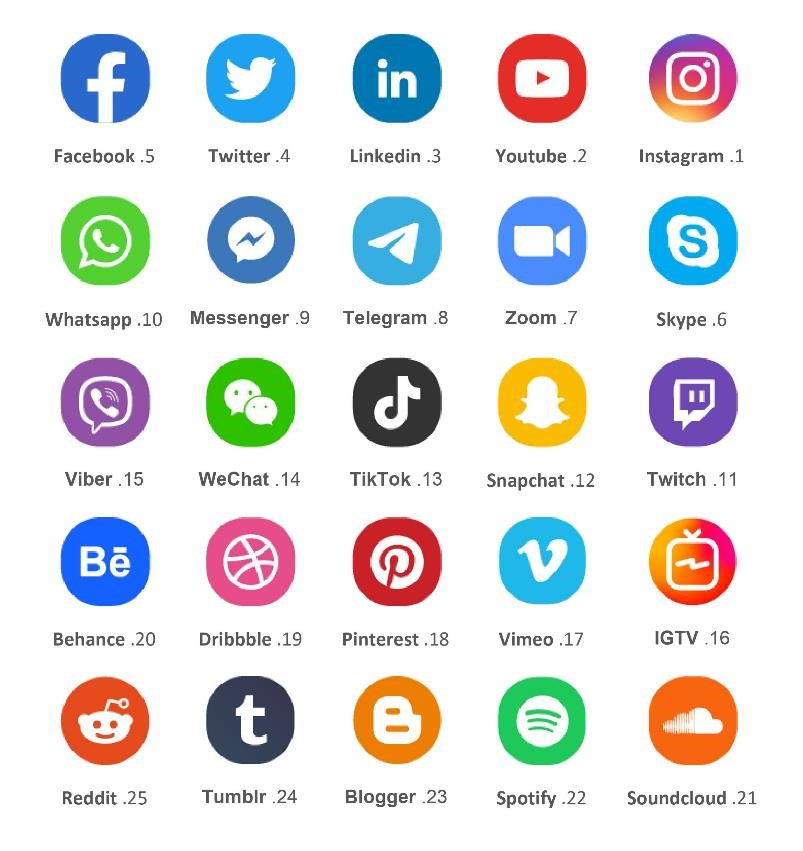 Facebook .5 Twitter .4 Linkedin .3 Youtube .2 Instagram .1
Whatsapp .10 Messenger .9 Telegram .8 Zoom .7 Skype .6
Viber .15 WeChat .14 TikTok .13 Snapchat .12 Twitch .11
Behance .20 Dribbble .19 Pinterest .18 Vimeo .17 IGTV .16
Reddit .25 Tumblr .24 Blogger .23 Spotify .22 Soundcloud .21